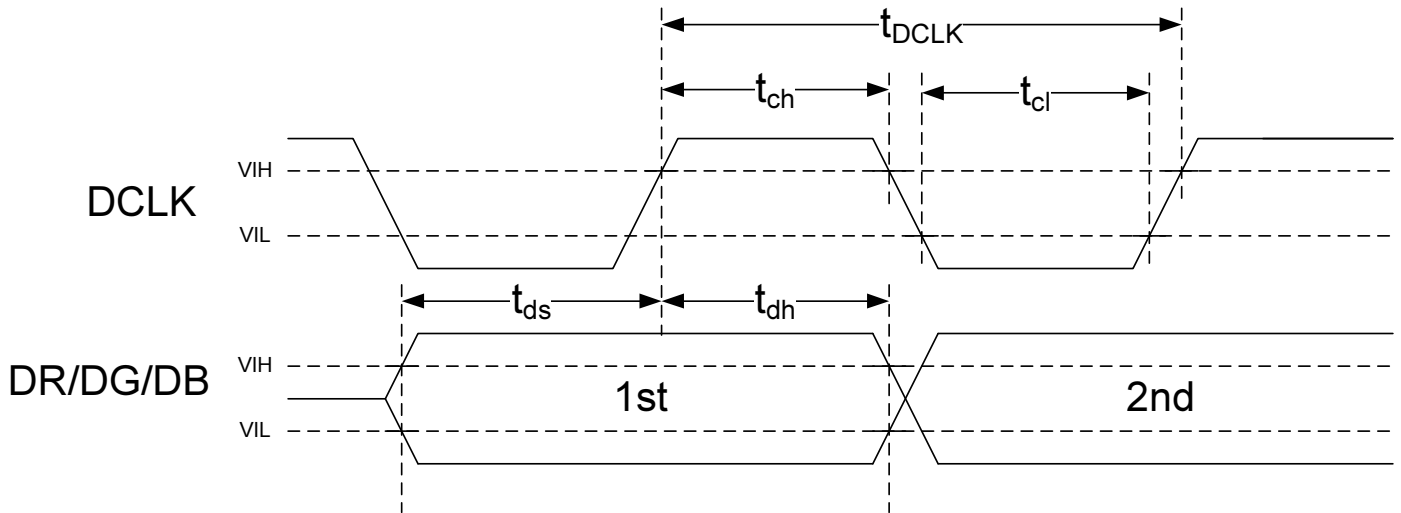 tDCLK
tch
tcl
VIH
DCLK
VIL
tds
tdh
VIH
DR/DG/DB
1st
2nd
VIL